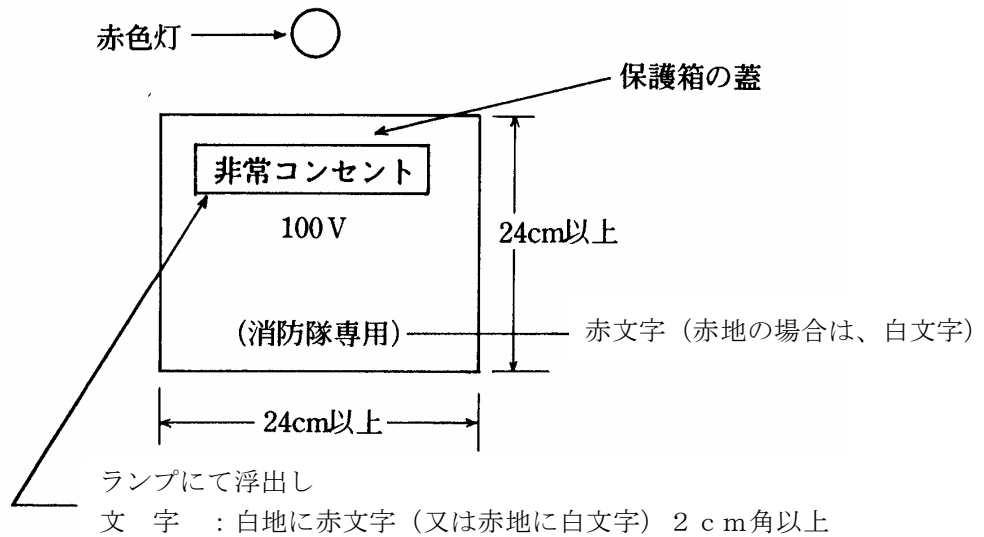 赤色灯
保護箱の蓋
非常コンセント
100V
24cm以上
(消防隊専用)
赤文字（赤地の場合は、白文字）
24cm以上
ランプにて浮出し
文　字　：白地に赤文字（又は赤地に白文字）２ｃｍ角以上